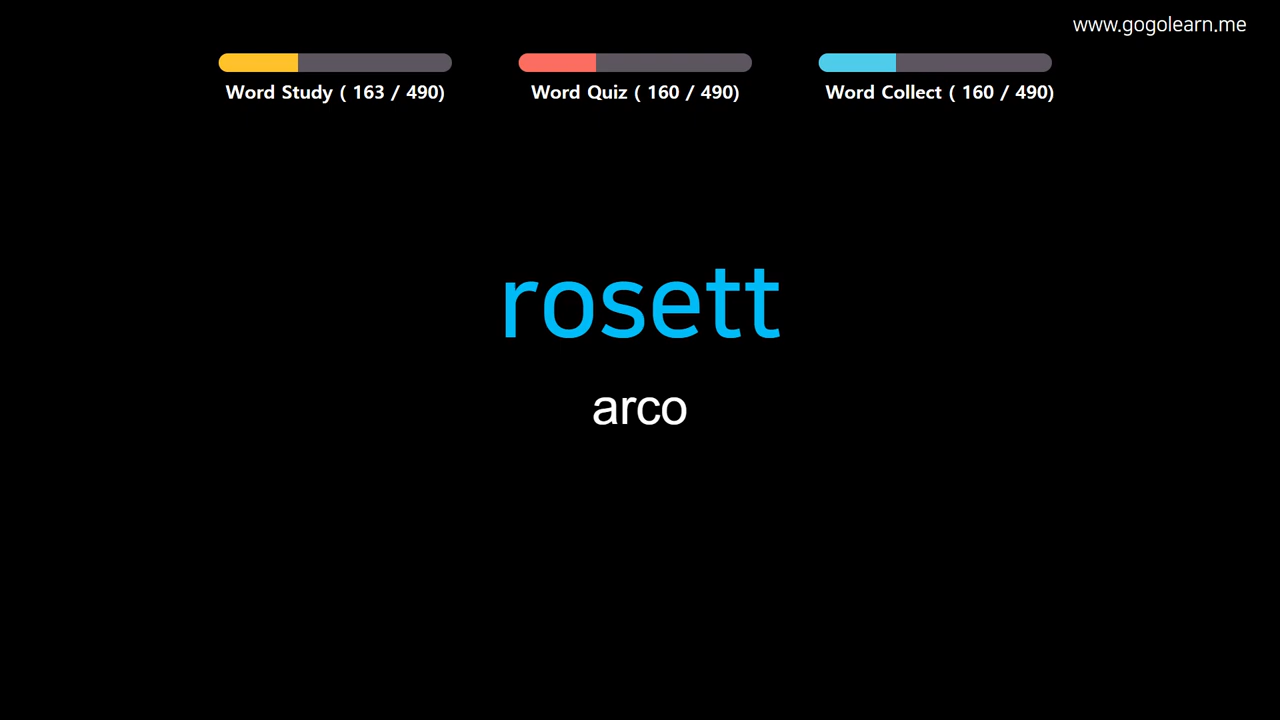 www.gogolearn.me
Word Study ( 163 / 490)
Word Quiz ( 160 / 490)
Word Collect ( 160 / 490)
rosett
arco